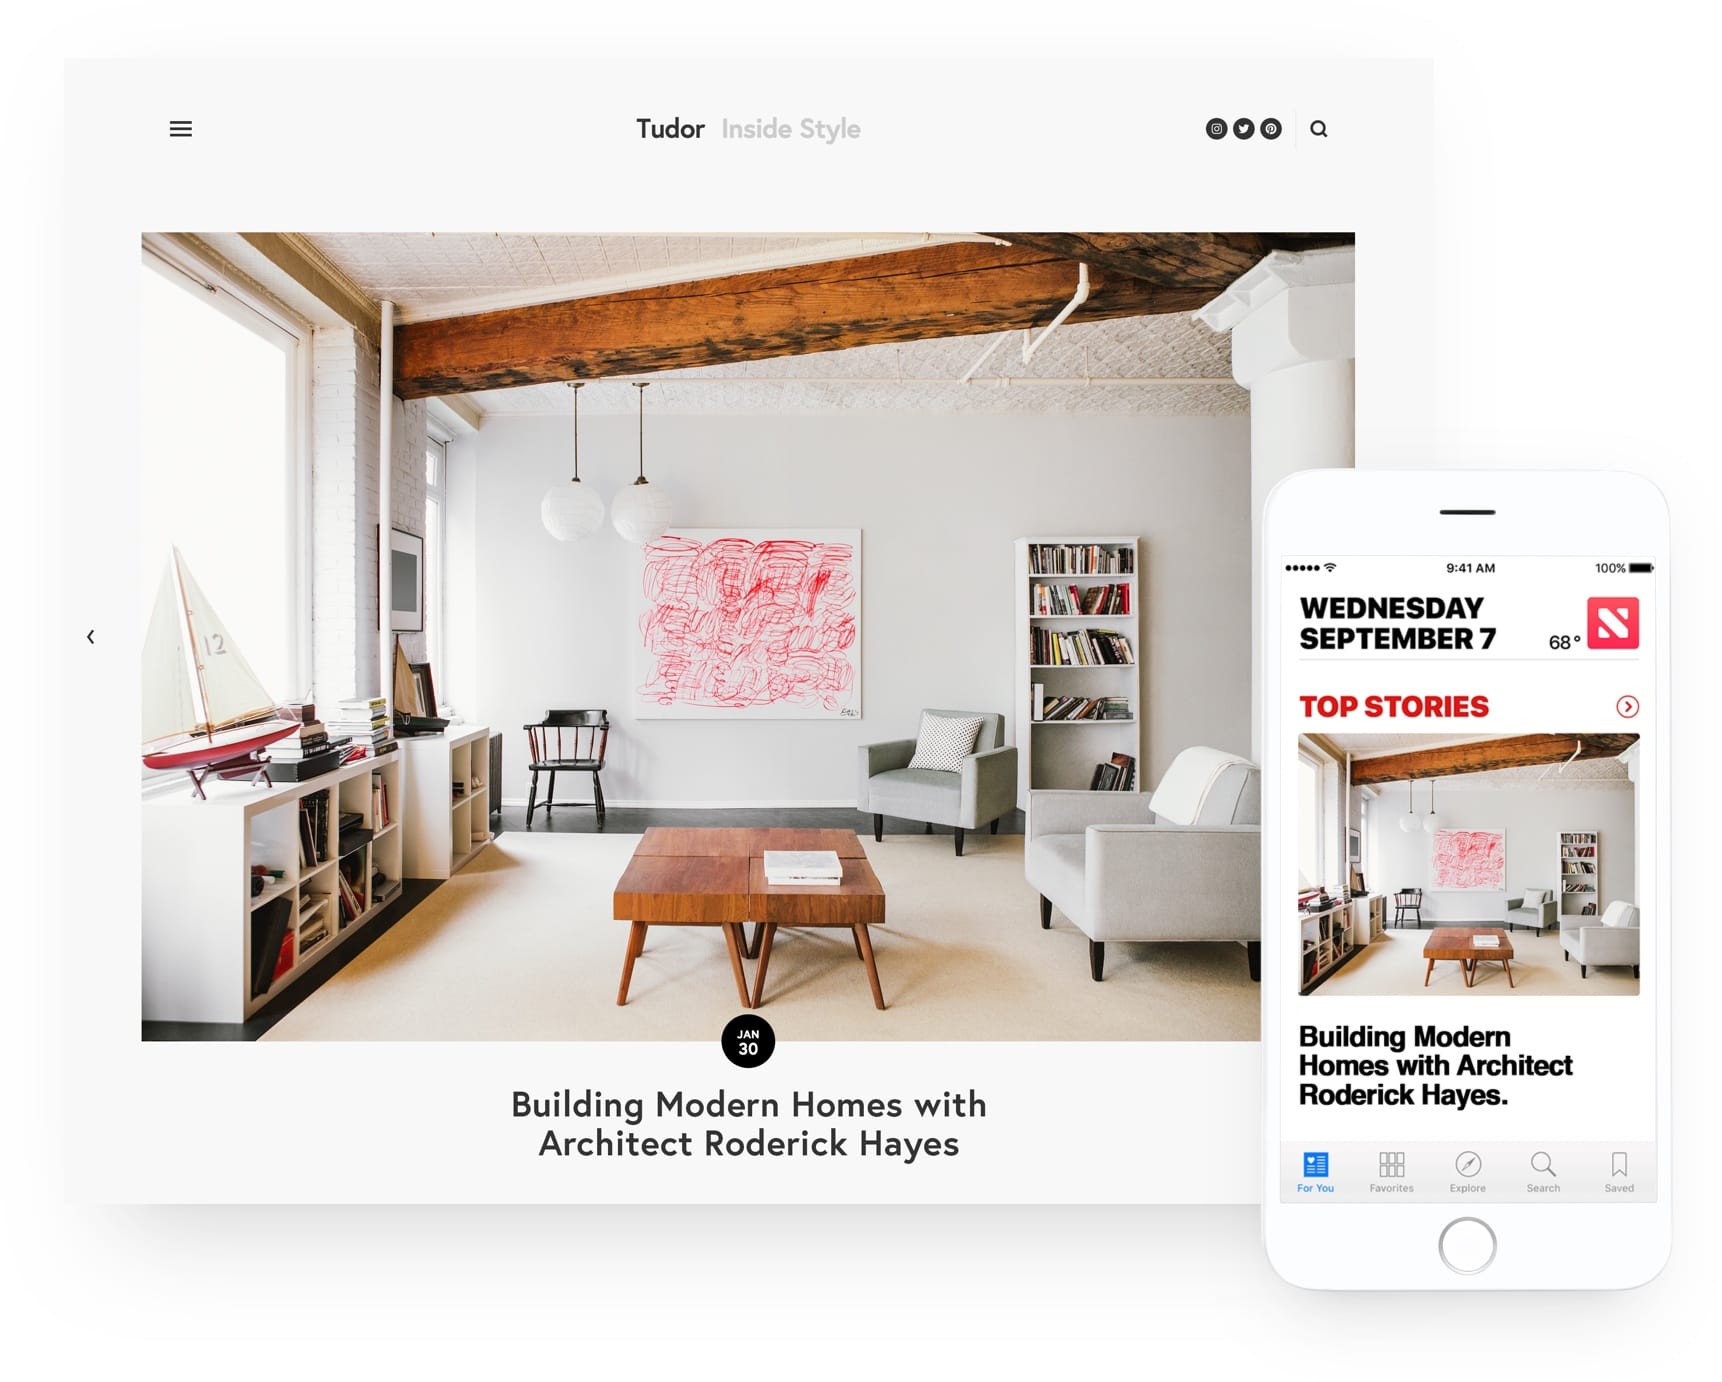 Tudor Inside Style
12
JAN
30
Building Modern Homes with
Architect Roderick Hayes
9:41 AM
100%
WEDNESDAY
SEPTEMBER 7
68°
TOP STORIES
Building Modern
Homes with Architect
Roderick Hayes.
For You
Favorites
Explore
Search
Saved